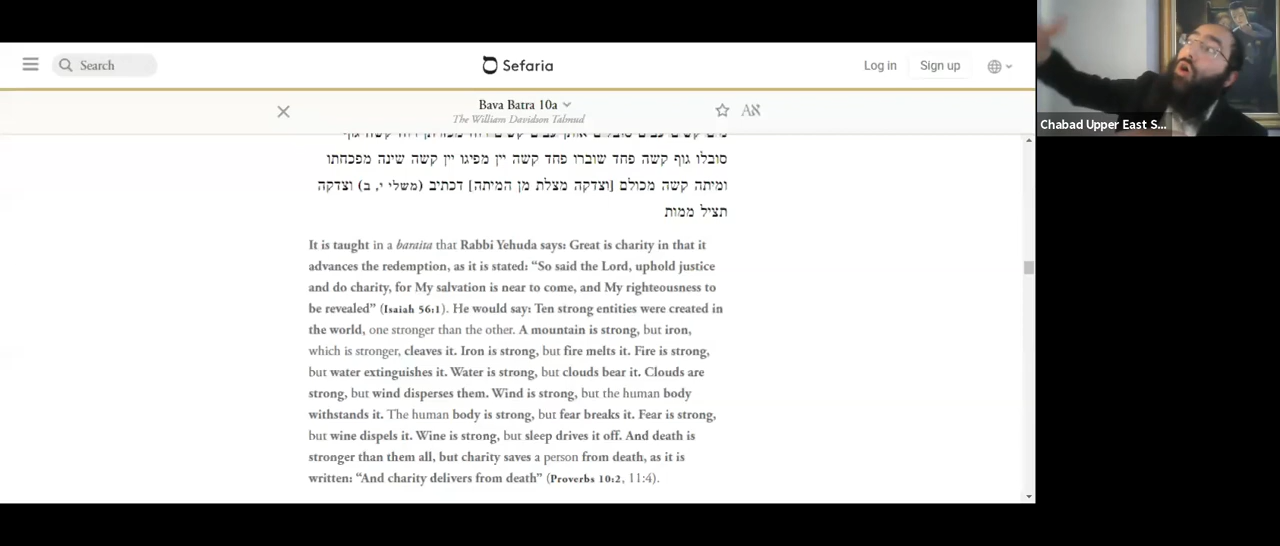 Search
Sefaria
Log in
Sign up
Bava Batra 10a
The William Davidson Talmud
Chabad Upper East S...
סובלו גוף קשה פחד שוברו פחד קשה יין מפיגו יין קשה שינה מפכחתו
ומיתה קשה מכולם [וצדקה מצלת מן המיתה] דכתיב (משלי י, ב) וצדקה
תציל ממות
It is taught in a baraita that Rabbi Yehuda says: Great is charity in that it
advances the redemption, as it is stated: “So said the Lord, uphold justice
and do charity, for My salvation is near to come, and My righteousness to
be revealed” (Isaiah 56:1). He would say: Ten strong entities were created in
the world, one stronger than the other. A mountain is strong, but iron,
which is stronger, cleaves it. Iron is strong, but fire melts it. Fire is strong,
but water extinguishes it. Water is strong, but clouds bear it. Clouds are
strong, but wind disperses them. Wind is strong, but the human body
withstands it. The human body is strong, but fear breaks it. Fear is strong,
but wine dispels it. Wine is strong, but sleep drives it off. And death is
stronger than them all, but charity saves a person from death, as it is
written: “And charity delivers from death” (Proverbs 10:2, 11:4).